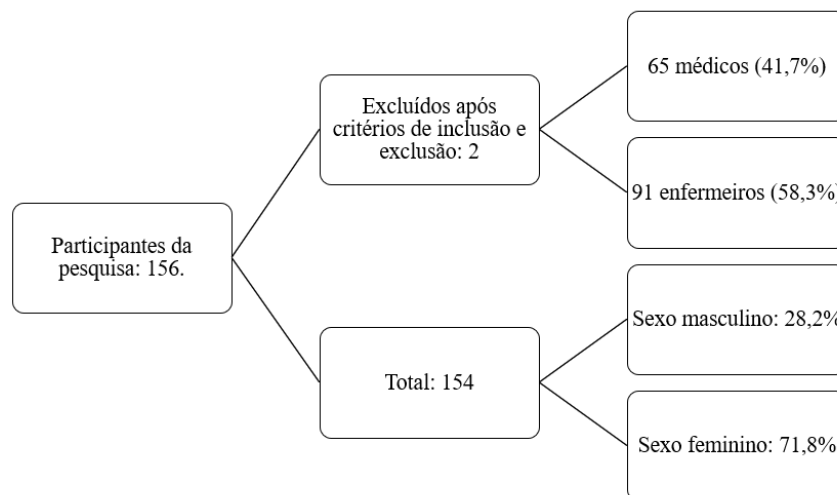 65 médicos (41,7%)
Excluídos após
critérios de inclusão e
exclusão: 2
91 enfermeiros (58,3%)
Participantes da
pesquisa: 156.
Sexo masculino: 28,2%
Total: 154
Sexo feminino: 71,8%